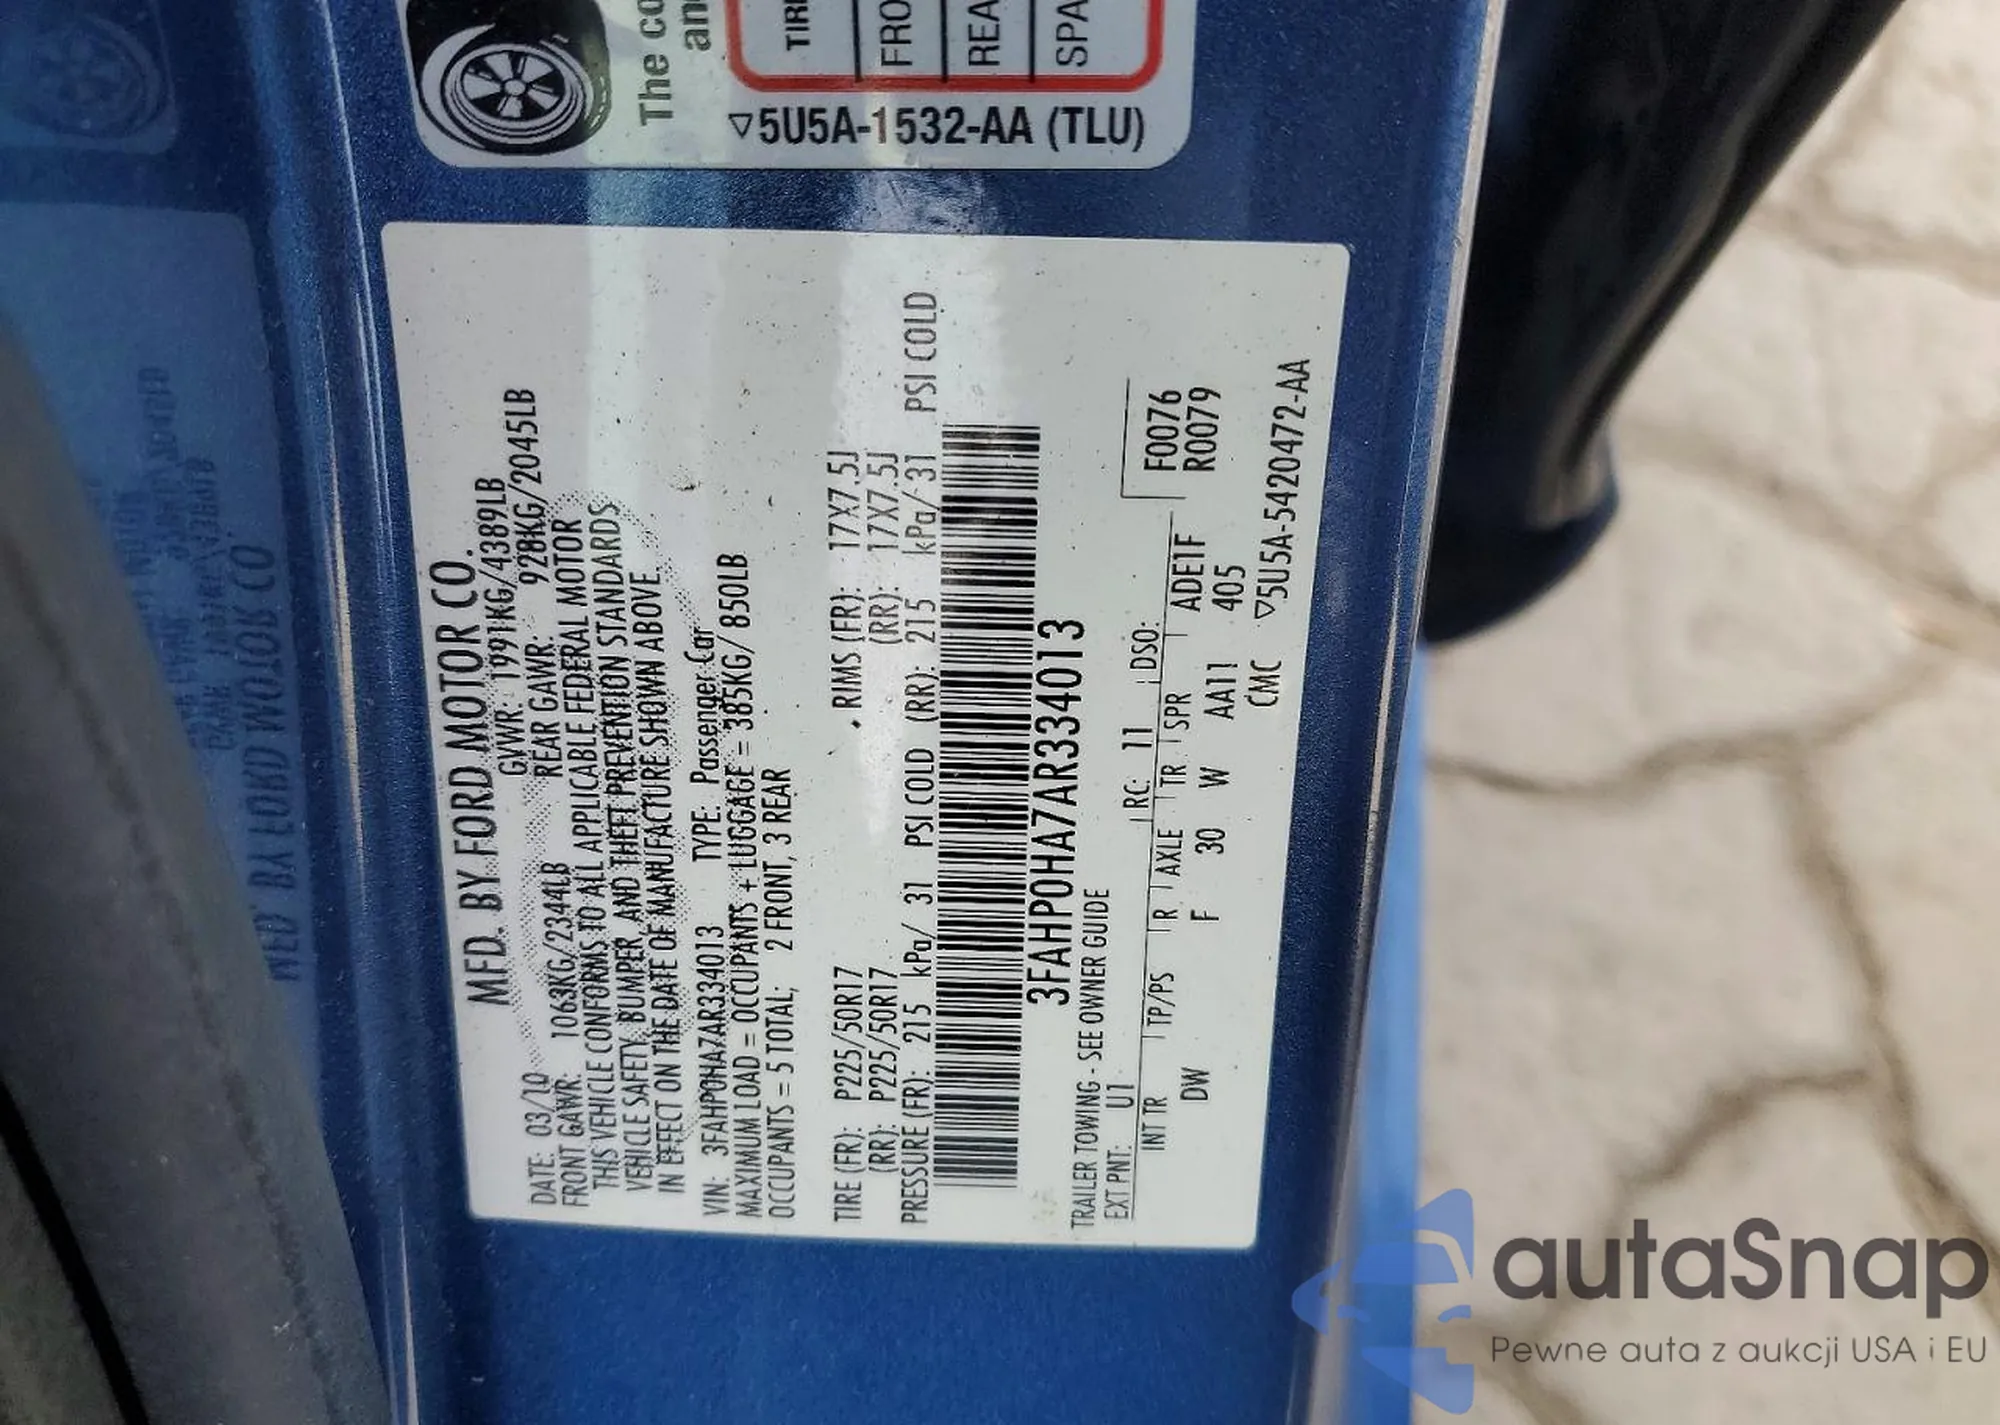 The co
and
TIRE
FRO
REA
SPA
▽5U5A-1532-AA (TLU)
MFD. BY FORD MOTOR CO.
DATE: 03/10 GVWR: 1991KG/4389LB
FRONT GAWR: 1063KG/2344LB REAR GAWR: 928KG/2045LB
THIS VEHICLE CONFORMS TO ALL APPLICABLE FEDERAL MOTOR
VEHICLE SAFETY, BUMPER, AND THEFT PREVENTION STANDARDS
IN EFFECT ON THE DATE OF MANUFACTURE SHOWN ABOVE.
VIN: 3FAHP0HA7AR334013 TYPE: Passenger Car
MAXIMUM LOAD = OCCUPANTS + LUGGAGE = 385KG/ 850LB
OCCUPANTS = 5 TOTAL; 2 FRONT, 3 REAR
TIRE (FR): P225/50R17 RIMS (FR): 17X7.5J
(RR): P225/50R17 (RR): 17X7.5J
PRESSURE (FR): 215 kPa/ 31 PSI COLD (RR): 215 kPa/ 31 PSI COLD
3FAHP0HA7AR334013
TRAILER TOWING - SEE OWNER GUIDE
EXT PNT: U1 RC: 11 DSO: F0076
INT TR TP/PS R AXLE TR SPR ADE1F R0079
DW F 30 W AA11 405
CMC ▽5U5A-5420472-AA
autaSnap
Pewne auta z aukcji USA i EU